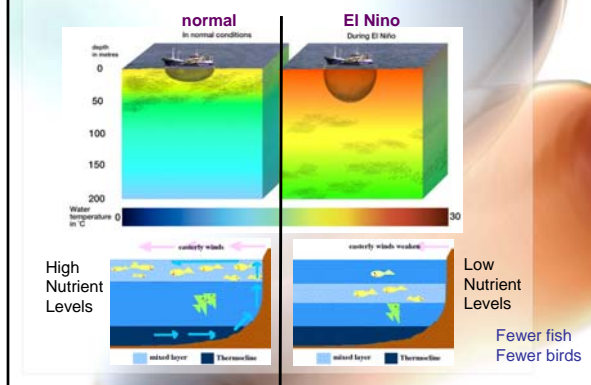 normal
El Nino
In normal conditions
During El Niño
depth
in metres
0
50
100
150
200
Water
temperature
in °C
0
30
easterly winds
easterly winds weaken
High
Nutrient
Levels
Low
Nutrient
Levels
mixed layer
Thermocline
mixed layer
Thermocline
Fewer fish
Fewer birds